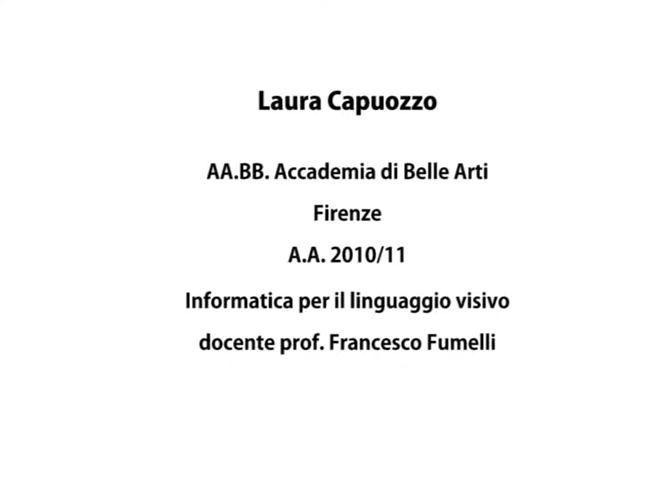 Laura Capuozzo
AA.BB. Accademia di Belle Arti
Firenze
A.A. 2010/11
Informatica per il linguaggio visivo
docente prof. Francesco Fumelli